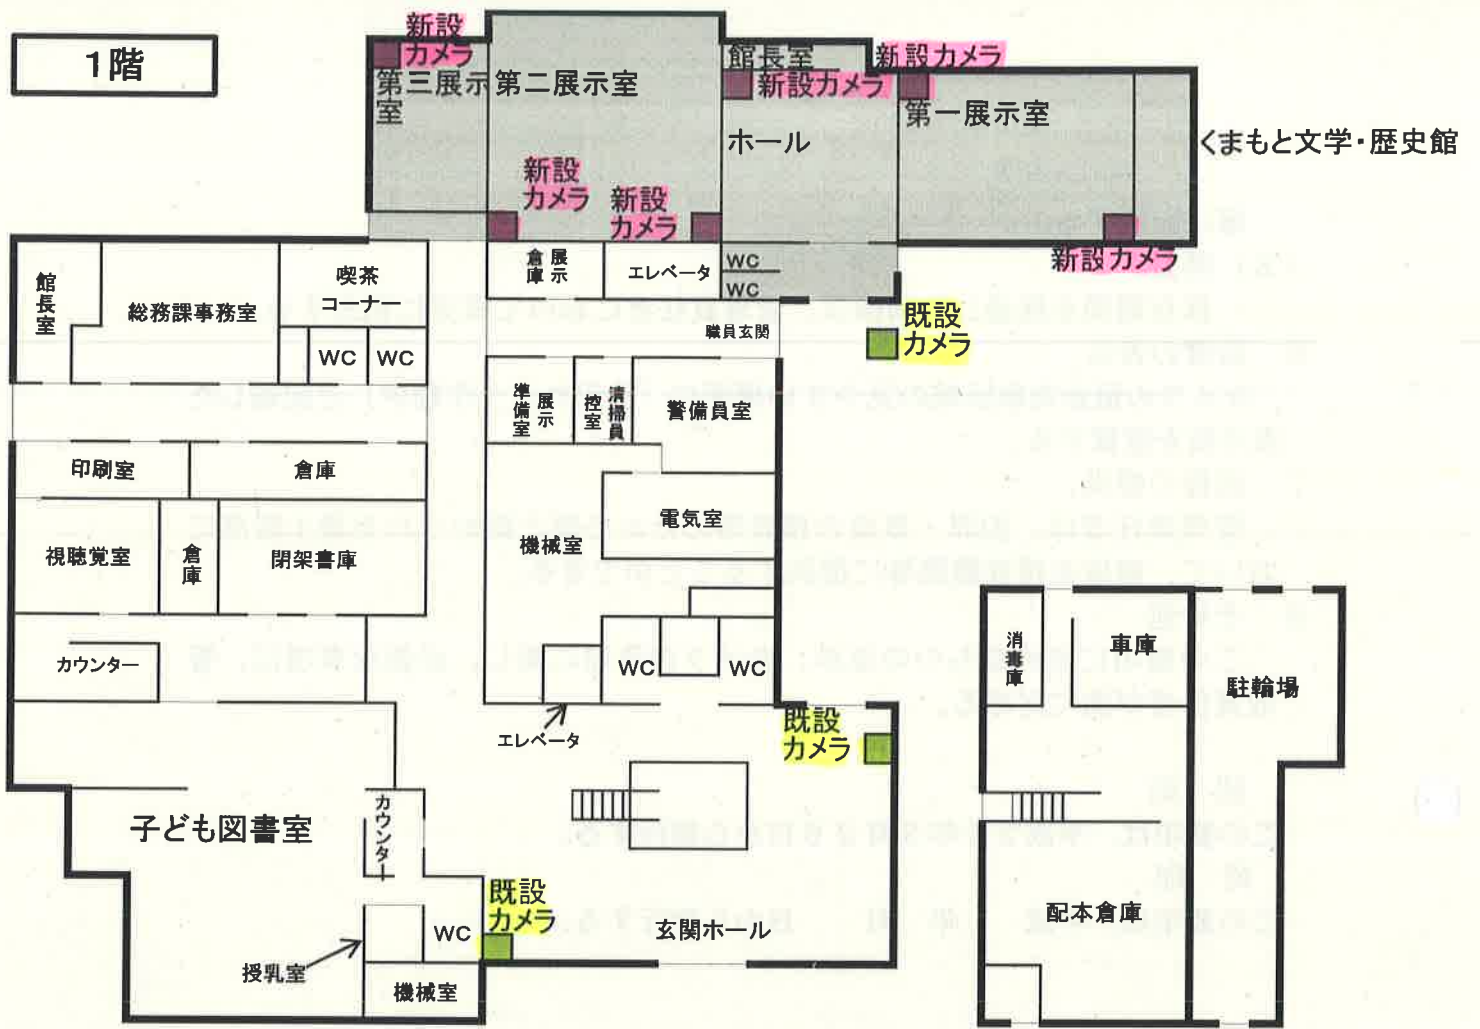 1階
新設
カメラ
第三展示
室
第二展示室
館長室
新設カメラ
新設カメラ
第一展示室
ホール
くまもと文学・歴史館
新設
カメラ
新設
カメラ
新設カメラ
館長室
総務課事務室
喫茶
コーナー
WC
WC
展示
倉庫
エレベータ
WC
WC
職員玄関
既設
カメラ
展示
準備室
清掃員
控室
警備員室
印刷室
倉庫
電気室
機械室
視聴覚室
倉庫
閉架書庫
カウンター
WC
WC
エレベータ
既設
カメラ
消毒庫
車庫
駐輪場
子ども図書室
カウンター
既設
カメラ
WC
玄関ホール
配本倉庫
授乳室
機械室